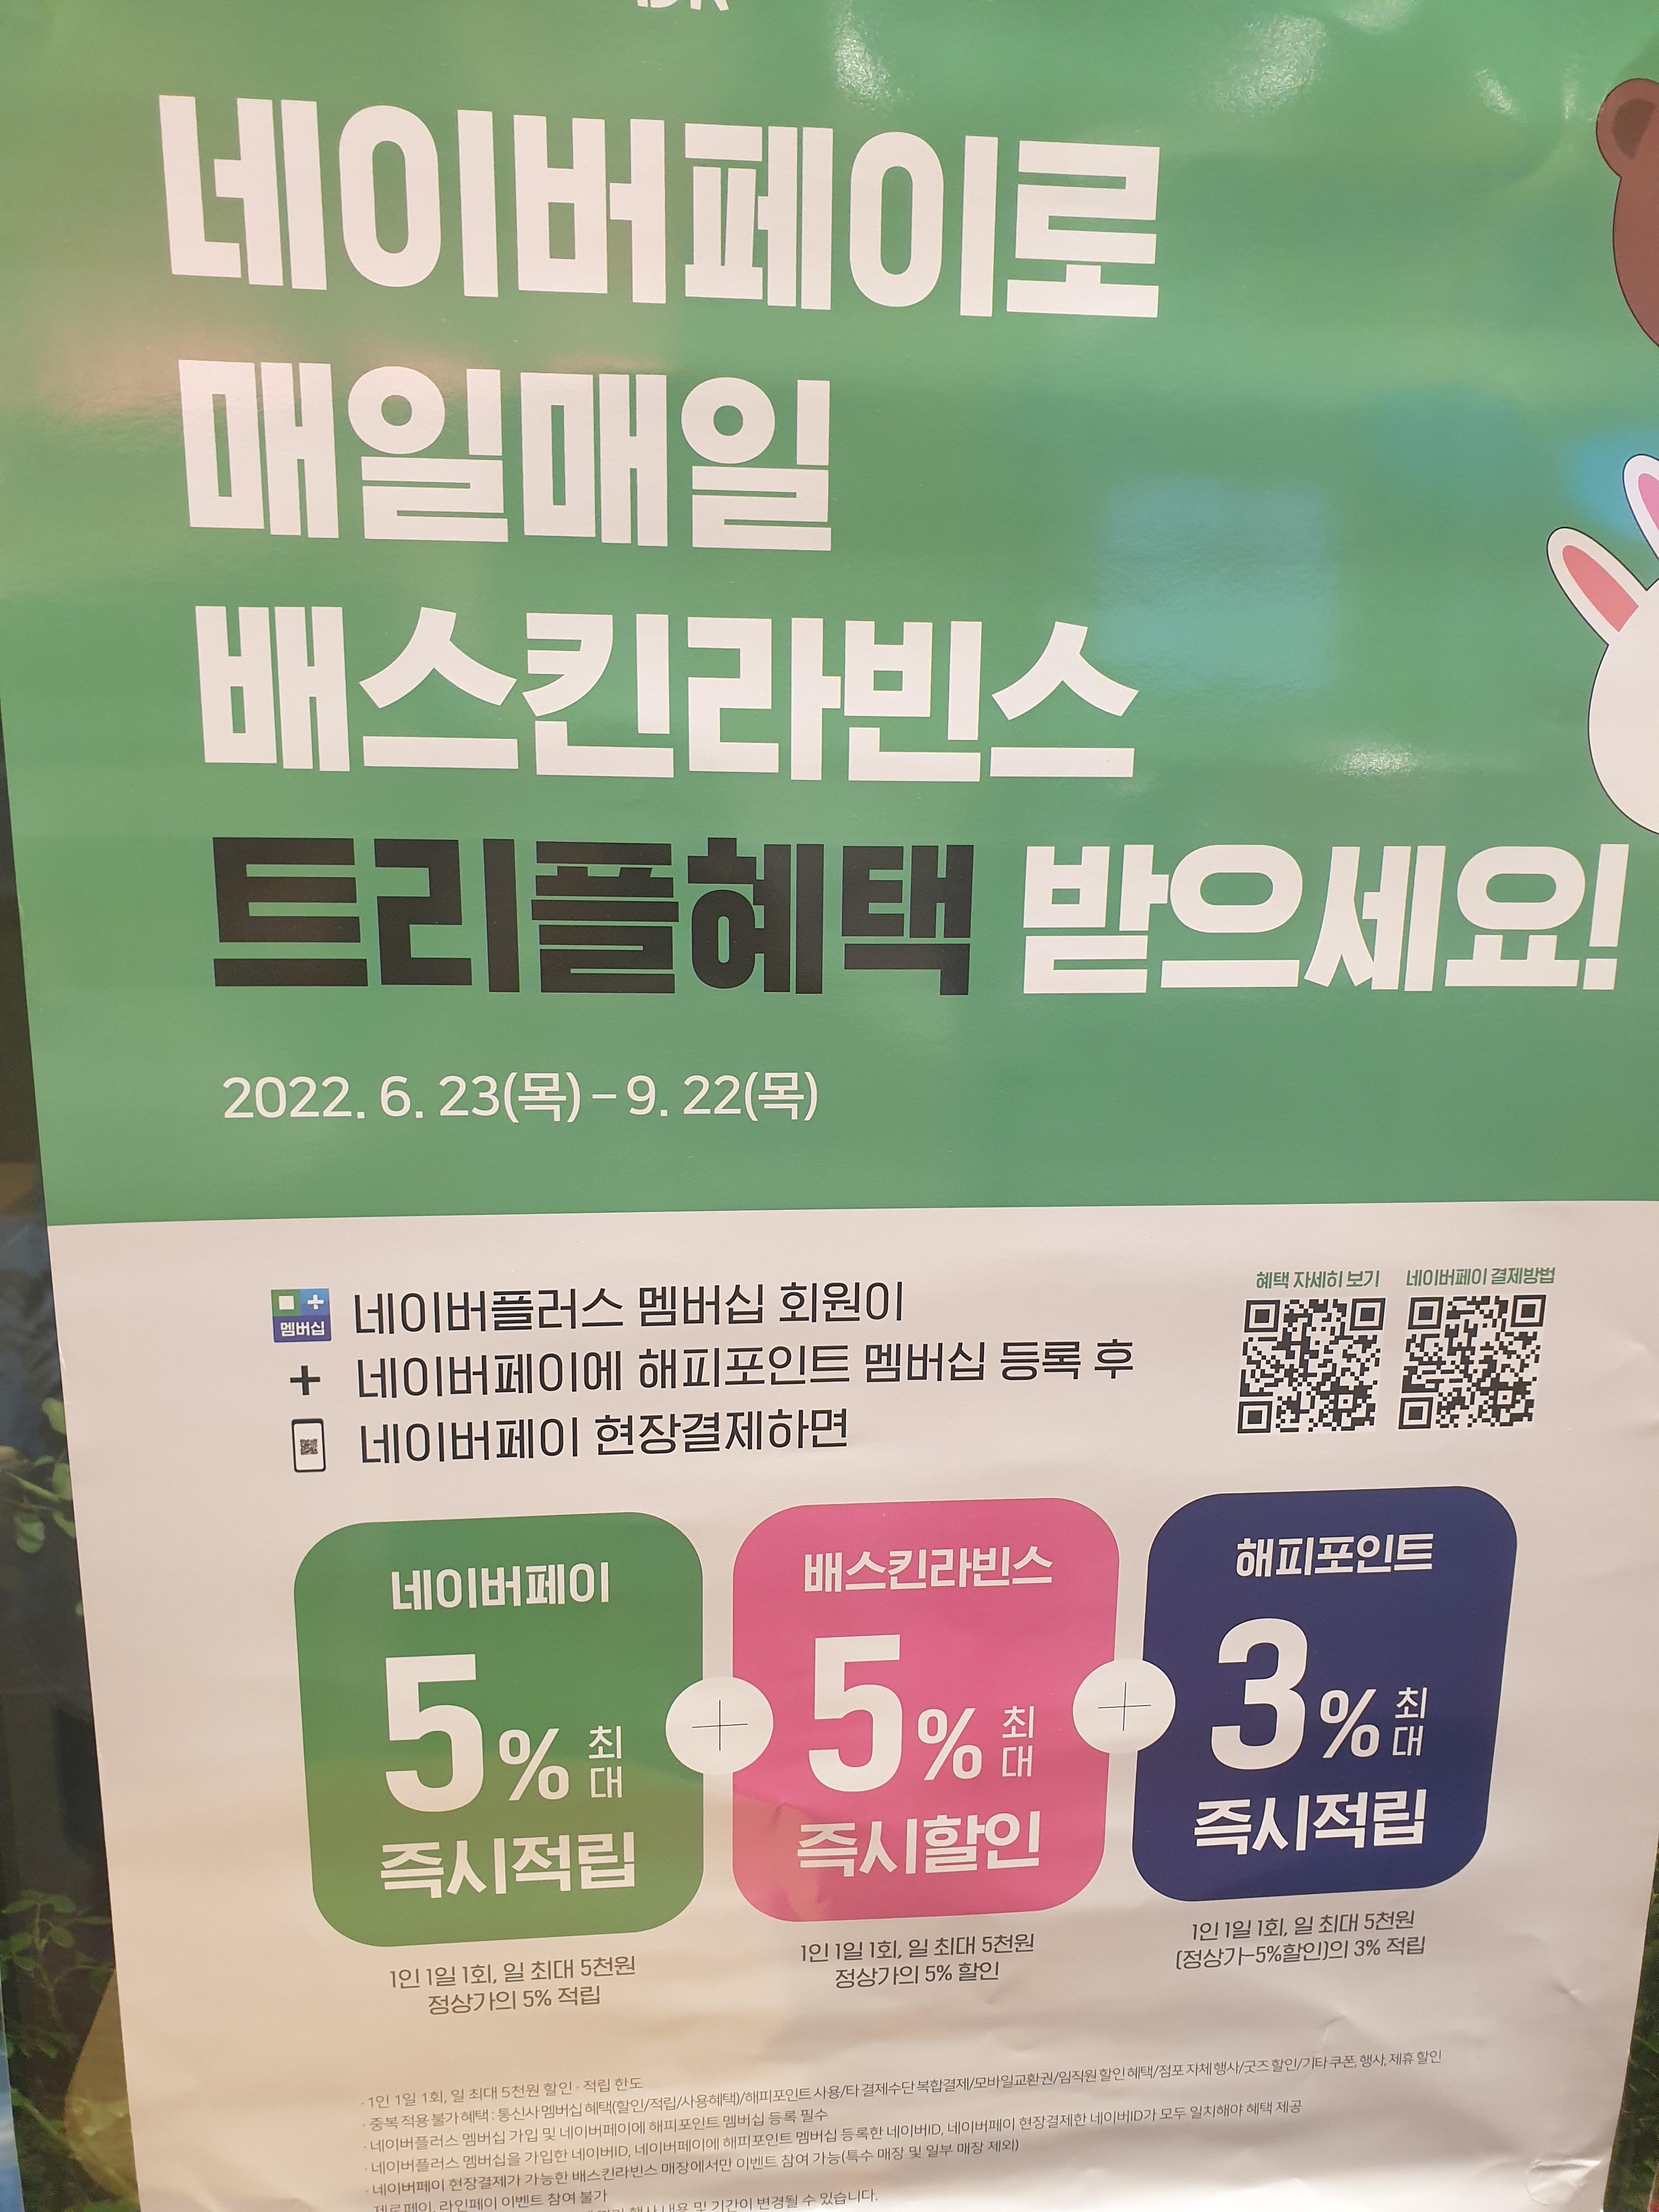 네이버페이로
매일매일
배스킨라빈스
트리플혜택 받으세요!
2022. 6. 23(목) – 9. 22(목)
멤버십
네이버플러스 멤버십 회원이
+ 네이버페이에 해피포인트 멤버십 등록 후
네이버페이 현장결제하면
혜택 자세히 보기
네이버페이 결제방법
네이버페이
5% 최대
즉시적립
1인 1일 1회, 일 최대 5천원
정상가의 5% 적립
+
배스킨라빈스
5% 최대
즉시할인
1인 1일 1회, 일 최대 5천원
정상가의 5% 할인
+
해피포인트
3% 최대
즉시적립
1인 1일 1회, 일 최대 5천원
(정상가–5%할인)의 3% 적립
· 1인 1일 1회, 일 최대 5천원 할인 · 적립 한도
· 중복 적용 불가 혜택 : 통신사 멤버십 혜택(할인/적립/사용혜택)/해피포인트 사용/타 결제수단 복합결제/모바일교환권/임직원 할인 혜택/점포 자체 행사/굿즈 할인/기타 쿠폰, 행사, 제휴 할인
· 네이버플러스 멤버십 가입 및 네이버페이에 해피포인트 멤버십 등록 필수
· 네이버플러스 멤버십을 가입한 네이버ID, 네이버페이에 해피포인트 멤버십 등록한 네이버ID, 네이버페이 현장결제한 네이버ID가 모두 일치해야 혜택 제공
· 네이버페이 현장결제가 가능한 배스킨라빈스 매장에서만 이벤트 참여 가능(특수 매장 및 일부 매장 제외)
제로페이, 라인페이 이벤트 참여 불가
행사 내용 및 기간이 변경될 수 있습니다.